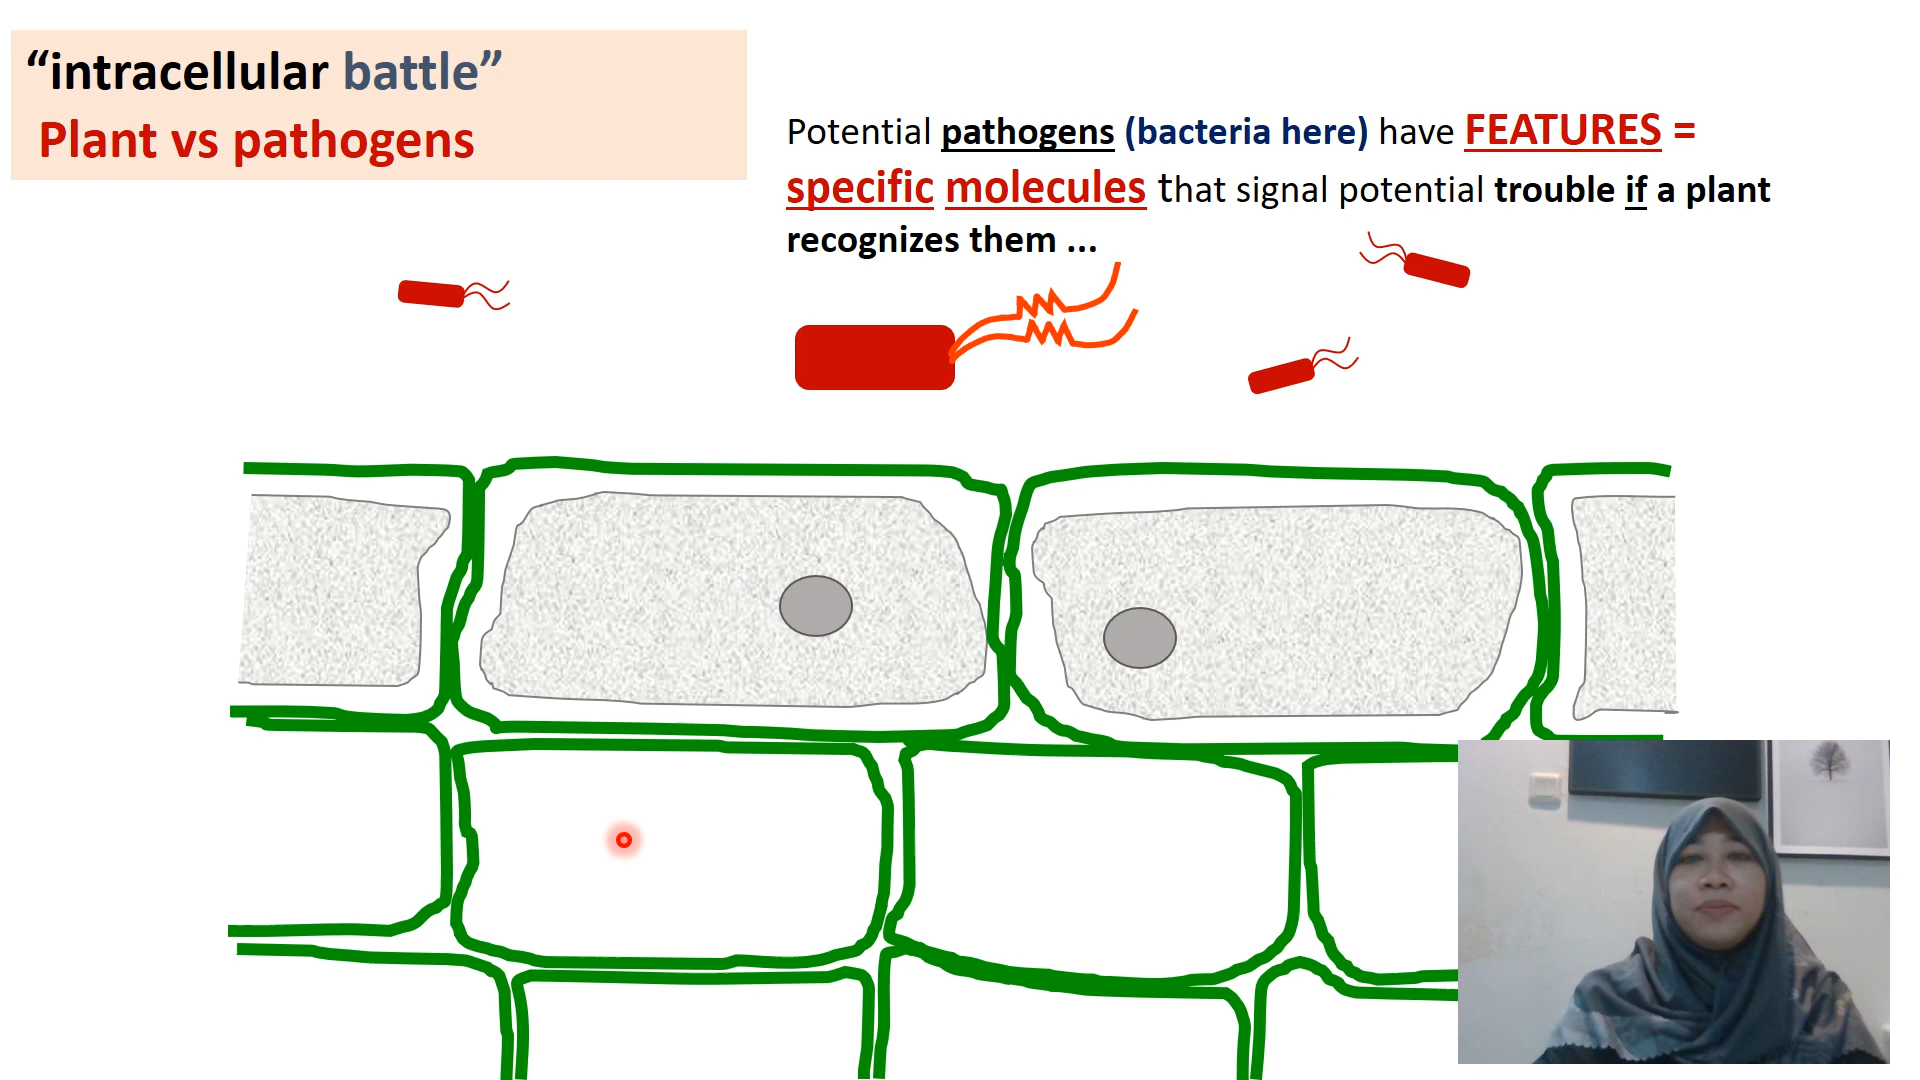 “intracellular battle”
Plant vs pathogens
Potential pathogens (bacteria here) have FEATURES =
specific molecules that signal potential trouble if a plant
recognizes them ...